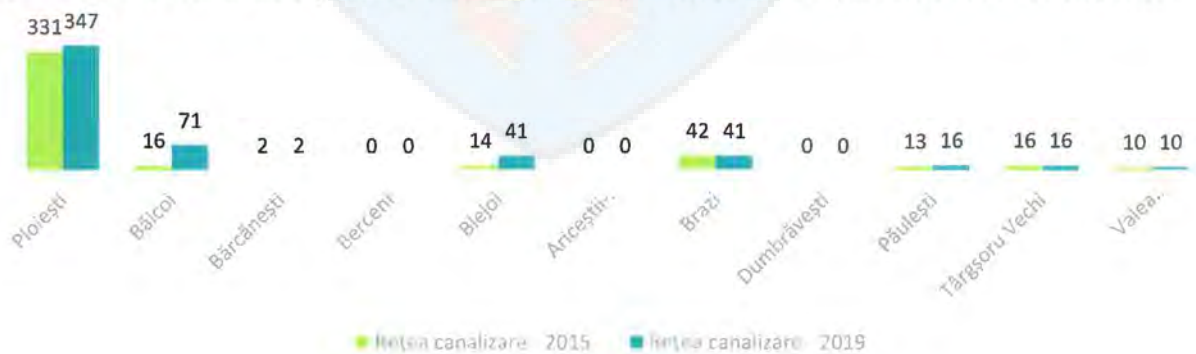 331 347
16 71
2 2
0 0
14 41
0 0
42 41
0 0
13 16
16 16
10 10
Ploiești
Băicoi
Bărcănești
Berceni
Blejoi
Ariceștii..
Brazi
Dumbrăvești
Păulești
Târgșoru Vechi
Valea..
Rețea canalizare 2015 Rețea canalizare 2019